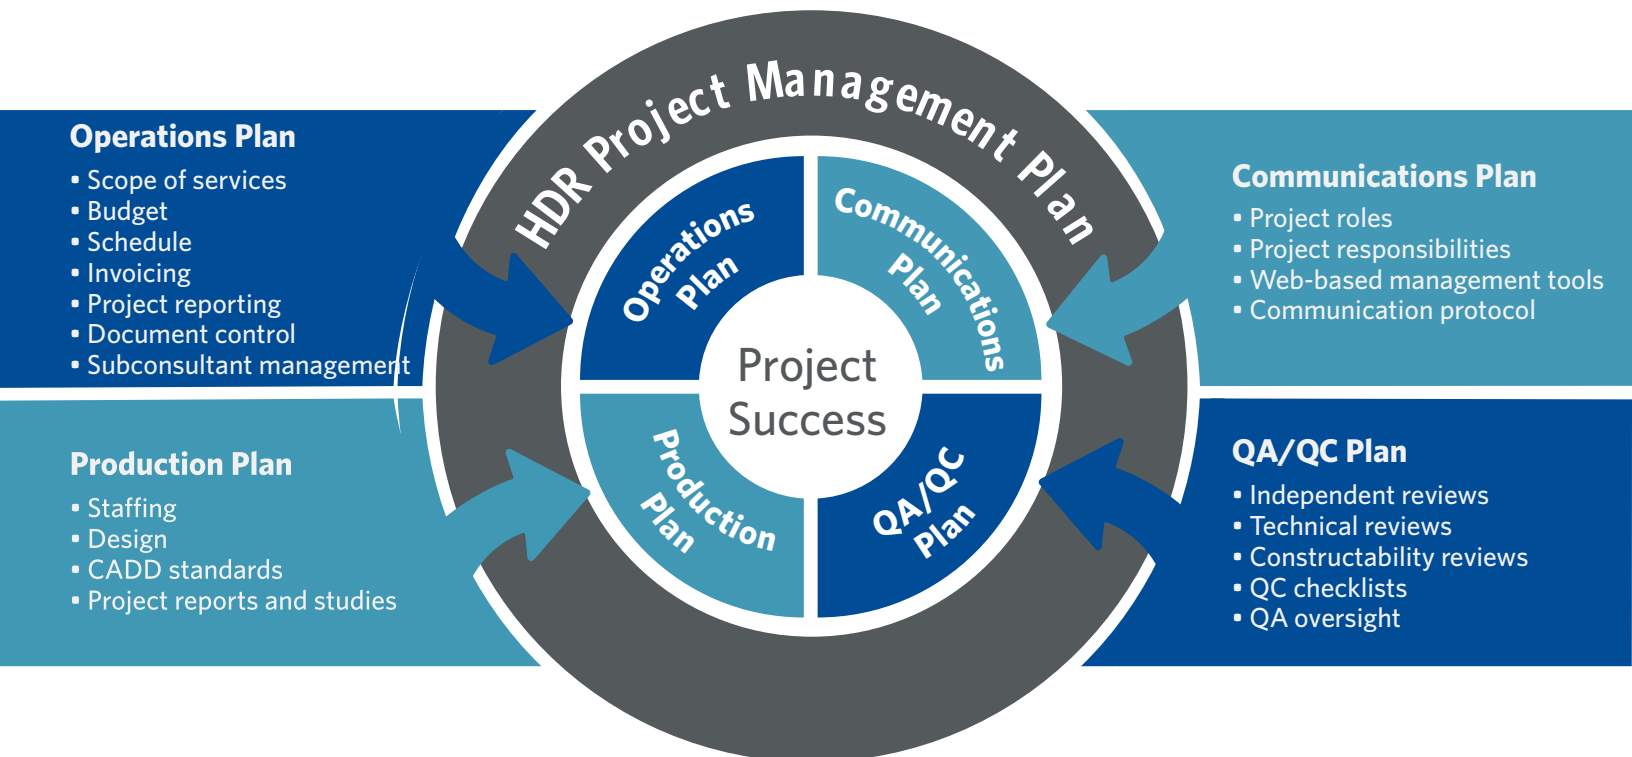 HDR Project Management Plan
Operations Plan
▪ Scope of services
▪ Budget
▪ Schedule
▪ Invoicing
▪ Project reporting
▪ Document control
▪ Subconsultant management
Production Plan
▪ Staffing
▪ Design
▪ CADD standards
▪ Project reports and studies
Operations
Plan
Communications
Plan
Project
Success
Production
Plan
QA/QC
Plan
Communications Plan
▪ Project roles
▪ Project responsibilities
▪ Web-based management tools
▪ Communication protocol
QA/QC Plan
▪ Independent reviews
▪ Technical reviews
▪ Constructability reviews
▪ QC checklists
▪ QA oversight